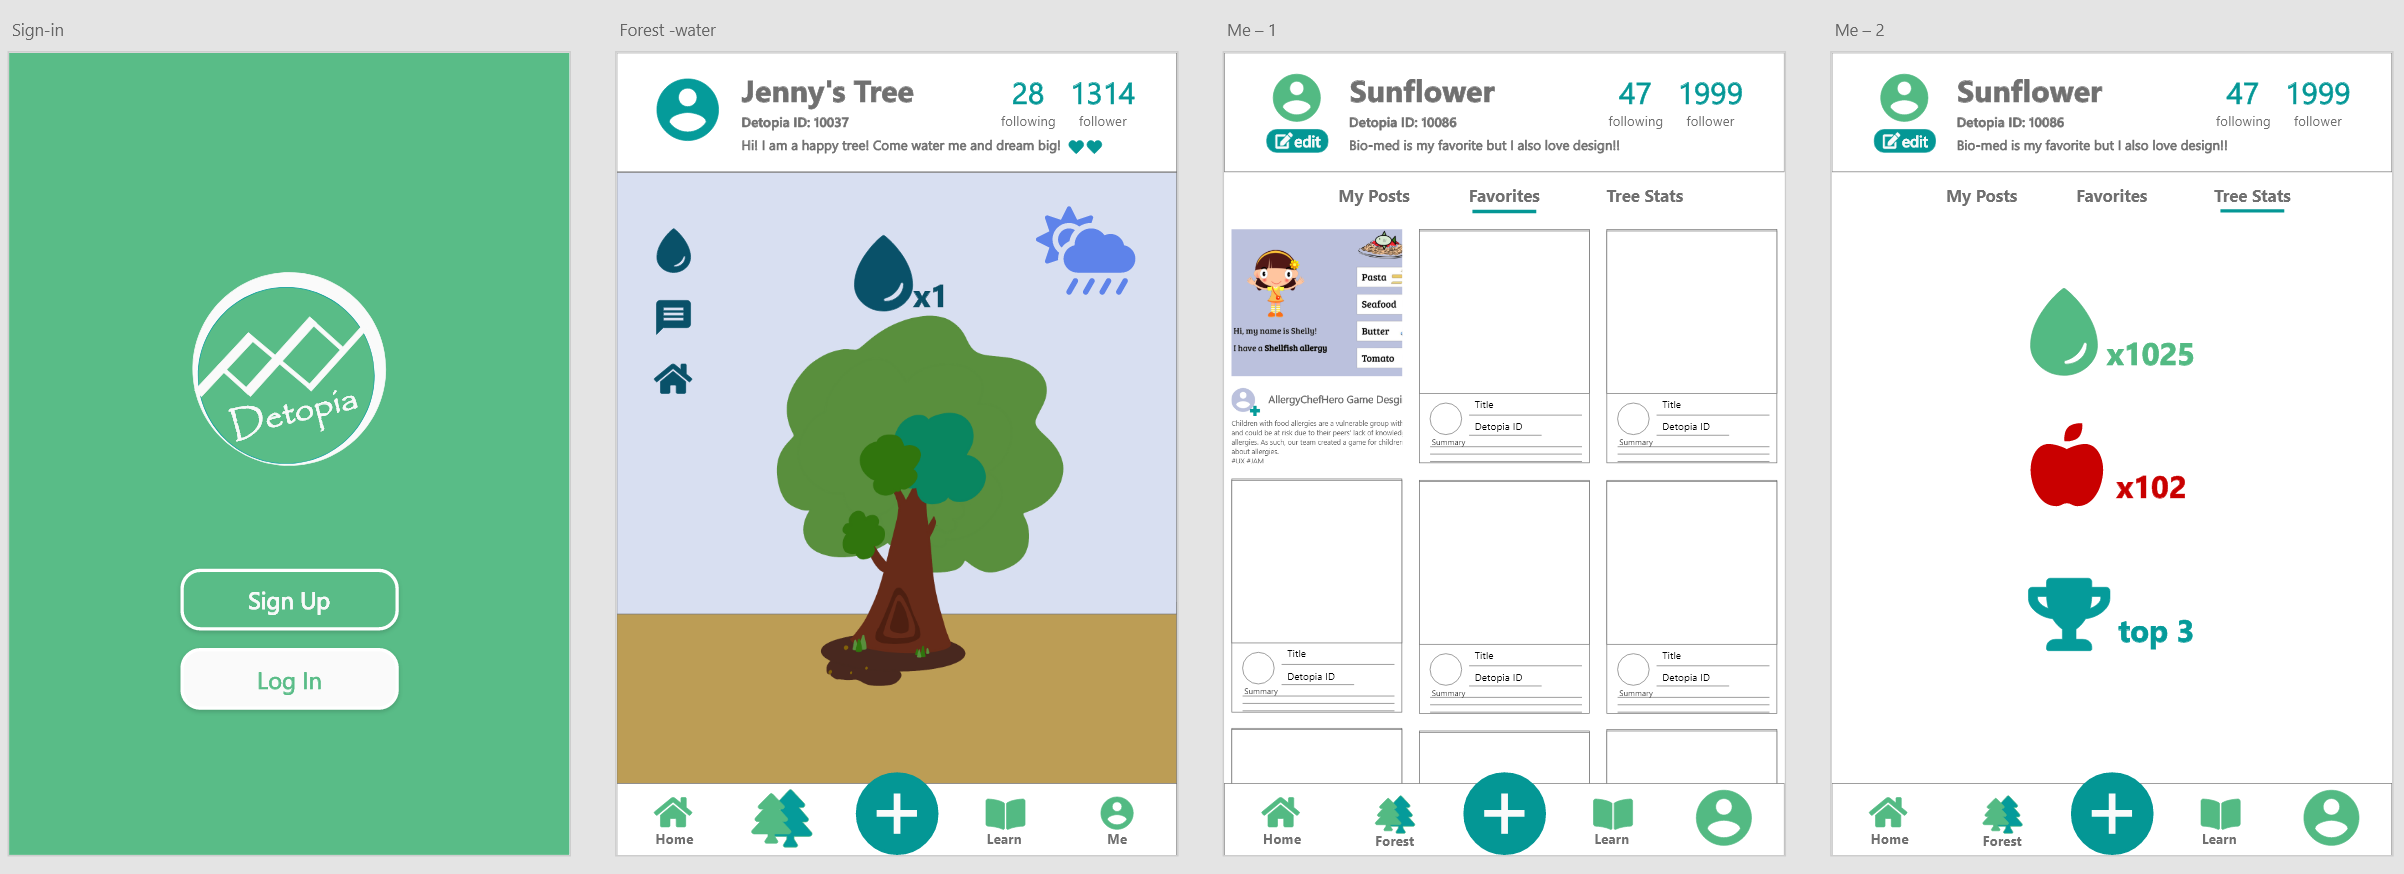 Sign-in
Detopia
Sign Up
Log In
Forest -water
Jenny's Tree
Detopia ID: 10037
Hi! I am a happy tree! Come water me and dream big!
28
following
1314
follower
x1
Home
Learn
Me
Me – 1
Sunflower
Detopia ID: 10086
Bio-med is my favorite but I also love design!!
47
following
1999
follower
edit
My Posts
Favorites
Tree Stats
Pasta
Seafood
Butter
Tomato
Hi, my name is Shelly!
I have a Shellfish allergy
AllergyChefHero Game Desgi
Children with food allergies are a vulnerable group with
and could be at risk due to their peers' lack of knowled
allergies. As such, our team created a game for children
about allergies.
#UX #JAM
Title
Detopia ID
Summary
Title
Detopia ID
Summary
Title
Detopia ID
Summary
Title
Detopia ID
Summary
Title
Detopia ID
Summary
Home
Forest
Learn
Me – 2
Sunflower
Detopia ID: 10086
Bio-med is my favorite but I also love design!!
47
following
1999
follower
edit
My Posts
Favorites
Tree Stats
x1025
x102
top 3
Home
Forest
Learn